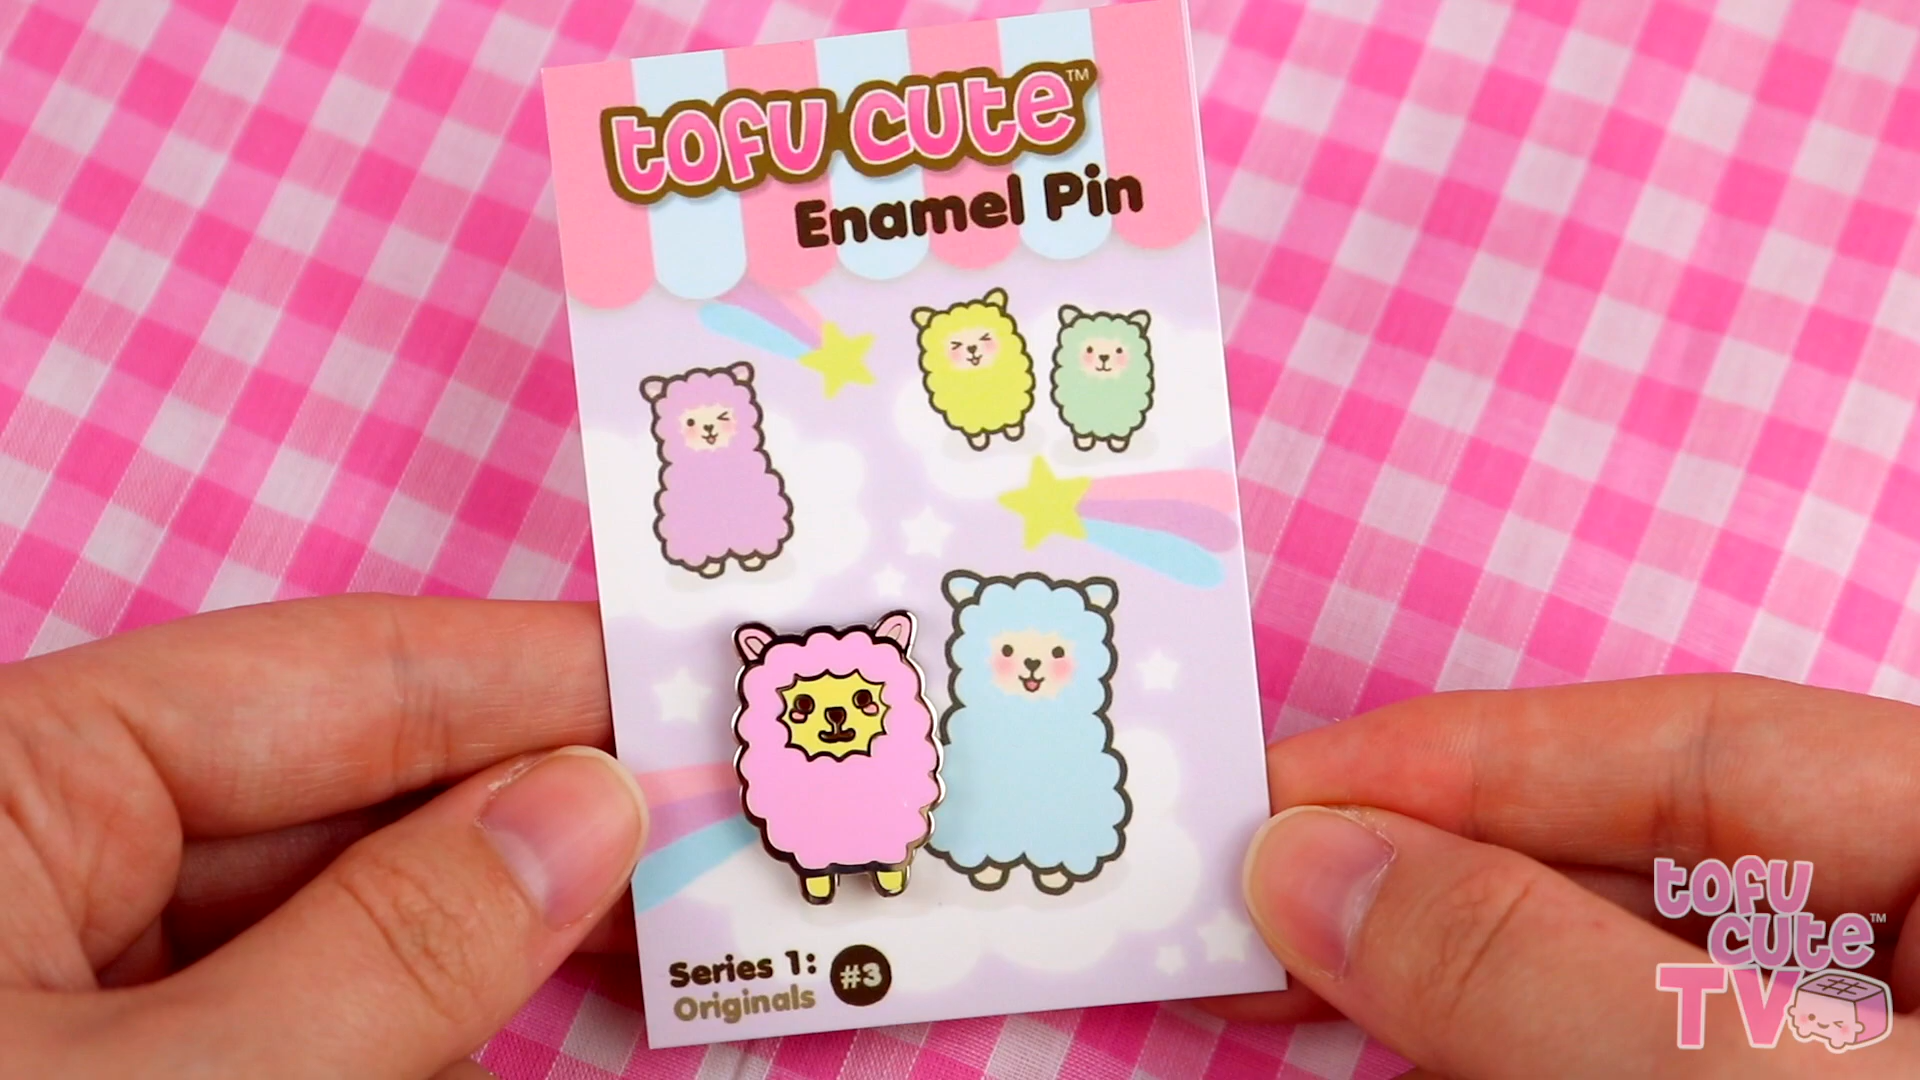 tofu cute™
Enamel Pin
Series 1:
Originals
#3
tofu
cute™
TV